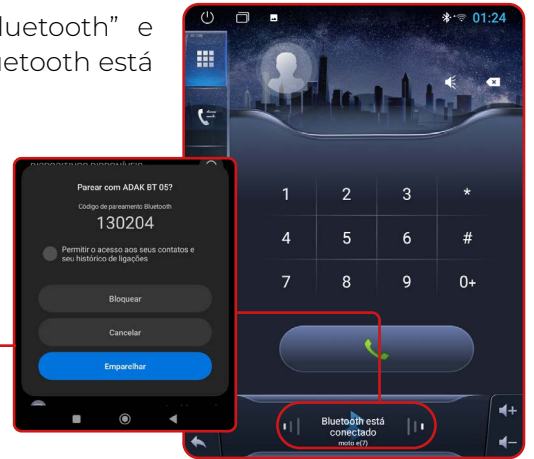 luetooth” e
uetooth está
01:24
Parear com ADAK BT 05?
Código de pareamento Bluetooth
130204
Permitir o acesso aos seus contatos e
seu histórico de ligações
Bloquear
Cancelar
Emparelhar
1 2 3 *
4 5 6 #
7 8 9 0+
Bluetooth está
conectado
moto e(7)